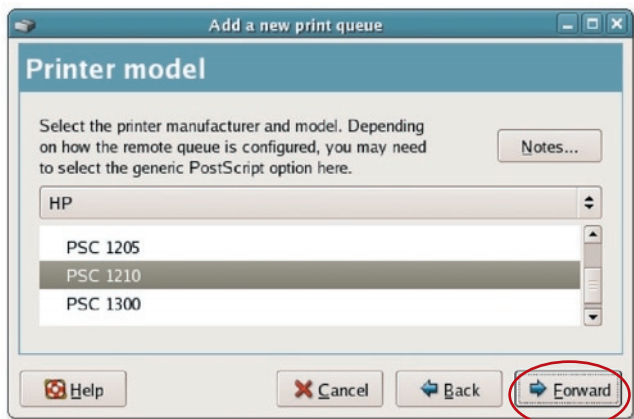 Add a new print queue
Printer model
Select the printer manufacturer and model. Depending
on how the remote queue is configured, you may need
to select the generic PostScript option here.
Notes...
HP
PSC 1205
PSC 1210
PSC 1300
Help
Cancel
Back
Forward